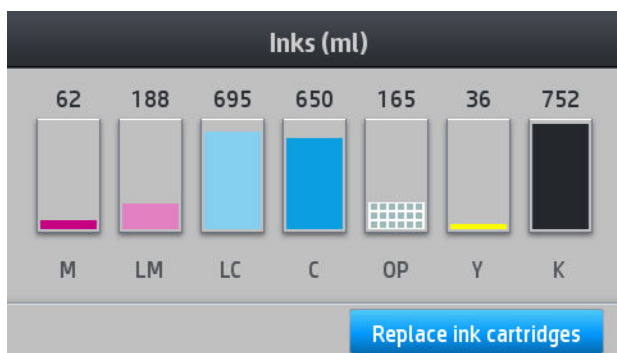 Inks (ml)
62 188 695 650 165 36 752
M LM LC C OP Y K
Replace ink cartridges